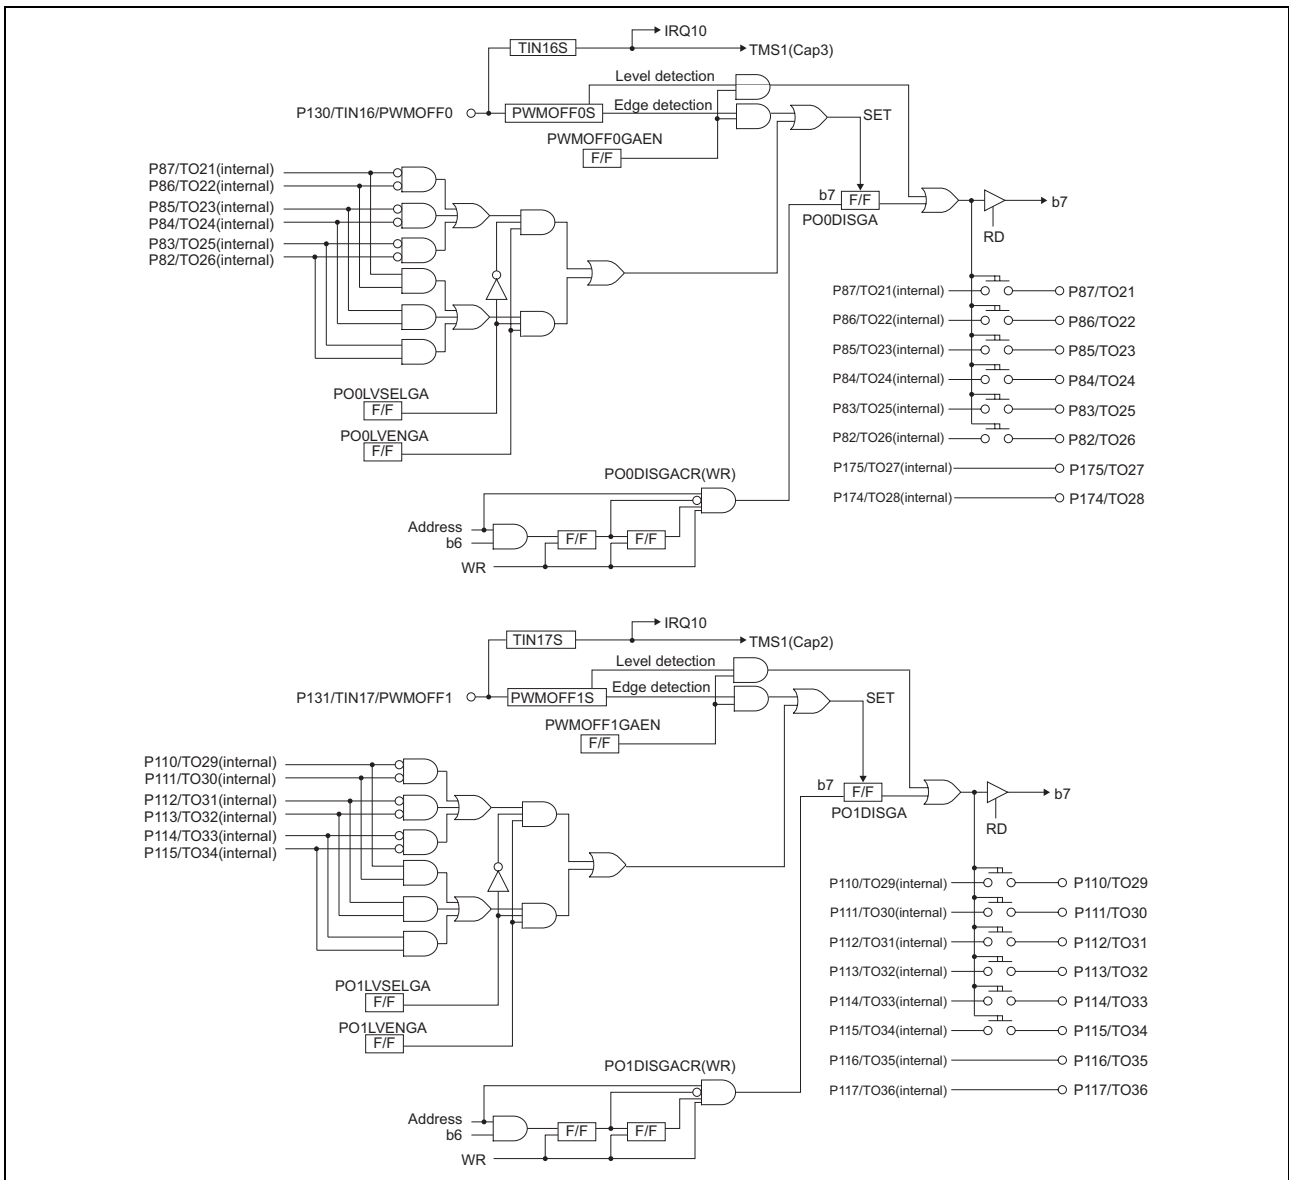 IRQ10
TIN16S
TMS1(Cap3)
Level detection
P130/TIN16/PWMOFF0
PWMOFF0S
Edge detection
SET
PWMOFF0GAEN
F/F
P87/TO21(internal)
P86/TO22(internal)
P85/TO23(internal)
P84/TO24(internal)
P83/TO25(internal)
P82/TO26(internal)
b7
F/F
PO0DISGA
b7
RD
P87/TO21(internal)
P87/TO21
P86/TO22(internal)
P86/TO22
P85/TO23(internal)
P85/TO23
P84/TO24(internal)
P84/TO24
P83/TO25(internal)
P83/TO25
P82/TO26(internal)
P82/TO26
P175/TO27(internal)
P175/TO27
P174/TO28(internal)
P174/TO28
PO0LVSELGA
F/F
PO0LVENGA
F/F
PO0DISGACR(WR)
Address
b6
F/F
F/F
WR
IRQ10
TIN17S
TMS1(Cap2)
Level detection
P131/TIN17/PWMOFF1
PWMOFF1S
Edge detection
SET
PWMOFF1GAEN
F/F
P110/TO29(internal)
P111/TO30(internal)
P112/TO31(internal)
P113/TO32(internal)
P114/TO33(internal)
P115/TO34(internal)
b7
F/F
PO1DISGA
b7
RD
P110/TO29(internal)
P110/TO29
P111/TO30(internal)
P111/TO30
P112/TO31(internal)
P112/TO31
P113/TO32(internal)
P113/TO32
P114/TO33(internal)
P114/TO33
P115/TO34(internal)
P115/TO34
P116/TO35(internal)
P116/TO35
P117/TO36(internal)
P117/TO36
PO1LVSELGA
F/F
PO1LVENGA
F/F
PO1DISGACR(WR)
Address
b6
F/F
F/F
WR